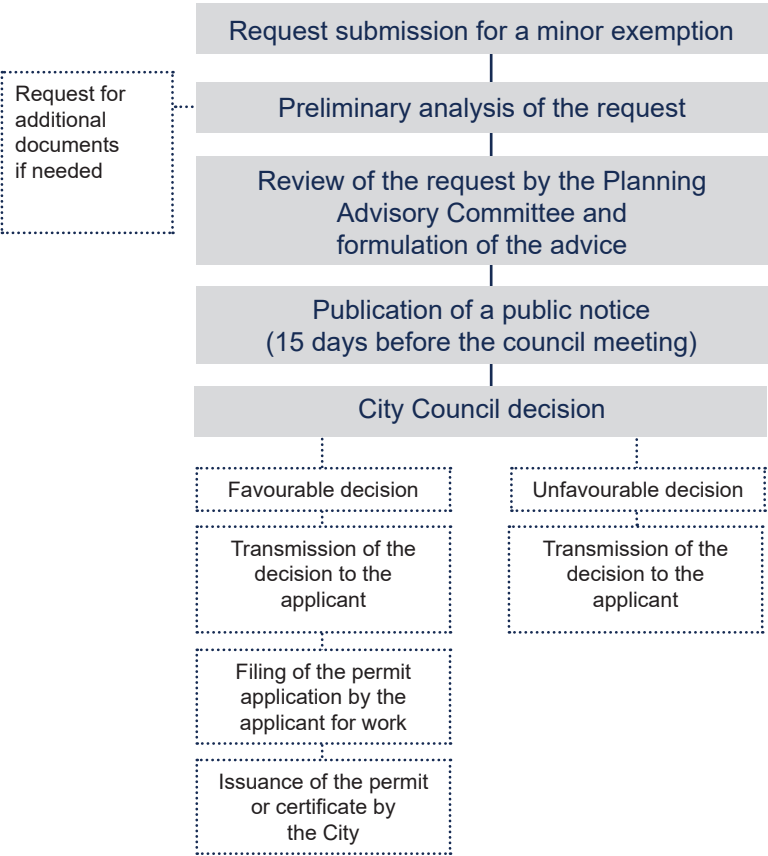 Request submission for a minor exemption
Request for
additional
documents
if needed
Preliminary analysis of the request
Review of the request by the Planning
Advisory Committee and
formulation of the advice
Publication of a public notice
(15 days before the council meeting)
City Council decision
Favourable decision
Unfavourable decision
Transmission of the
decision to the
applicant
Transmission of the
decision to the
applicant
Filing of the permit
application by the
applicant for work
Issuance of the permit
or certificate by
the City